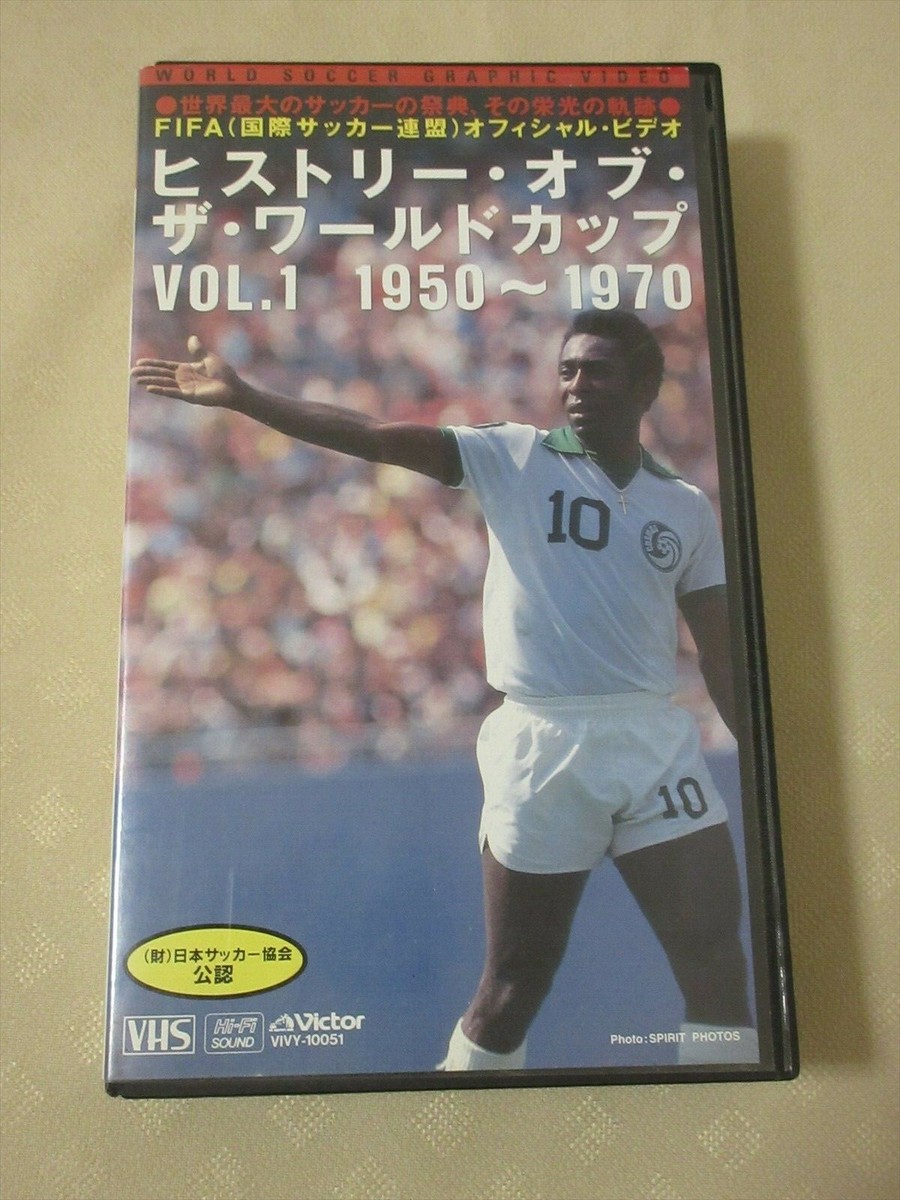 WORLD SOCCER GRAPHIC VIDEO
●世界最大のサッカーの祭典、その栄光の軌跡●
FIFA(国際サッカー連盟)オフィシャル・ビデオ
ヒストリー・オブ・
ザ・ワールドカップ
VOL.1 1950〜1970
10
10
(財)日本サッカー協会
公認
VHS
Hi-Fi
SOUND
Victor
VIVY-10051
Photo:SPIRIT PHOTOS